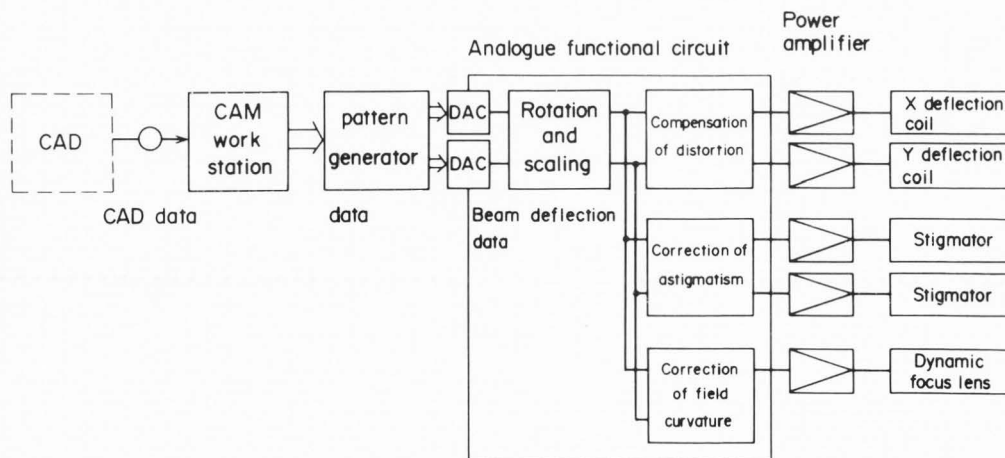 Power
amplifier
Analogue functional circuit
CAD
CAM
work
station
pattern
generator
DAC
DAC
Rotation
and
scaling
Compensation
of distortion
X deflection
coil
Y deflection
coil
CAD data
data
Beam deflection
data
Correction of
astigmatism
Stigmator
Stigmator
Correction
of field
curvature
Dynamic
focus lens